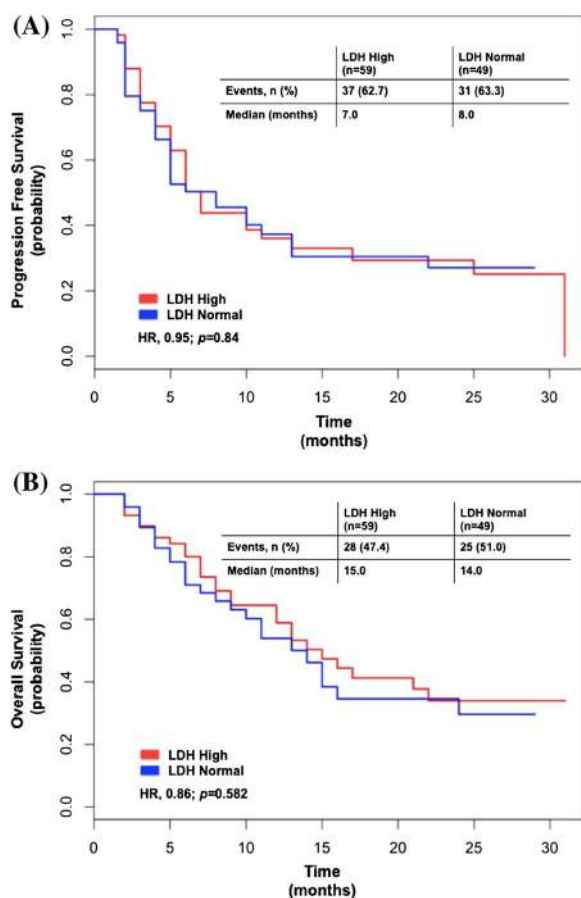 (A)
LDH High LDH Normal
(n=59) (n=49)
Events, n (%) 37 (62.7) 31 (63.3)
Median (months) 7.0 8.0
Progression Free Survival
(probability)
1.0
0.8
0.6
0.4
0.2
0.0
LDH High
LDH Normal
HR, 0.95; p=0.84
0 5 10 15 20 25 30
Time
(months)
(B)
LDH High LDH Normal
(n=59) (n=49)
Events, n (%) 28 (47.4) 25 (51.0)
Median (months) 15.0 14.0
Overall Survival
(probability)
1.0
0.8
0.6
0.4
0.2
0.0
LDH High
LDH Normal
HR, 0.86; p=0.582
0 5 10 15 20 25 30
Time
(months)